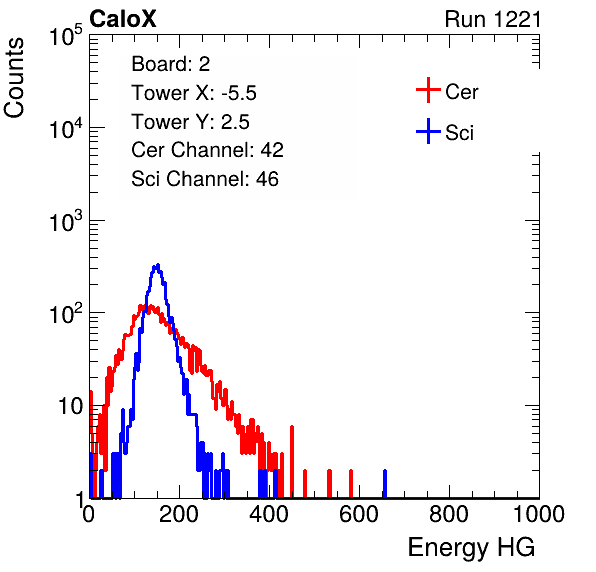 CaloX Run 1221
Counts
Board: 2
Tower X: -5.5
Tower Y: 2.5
Cer Channel: 42
Sci Channel: 46
Cer
Sci
10^5
10^4
10^3
10^2
10
1
0 200 400 600 800 1000
Energy HG